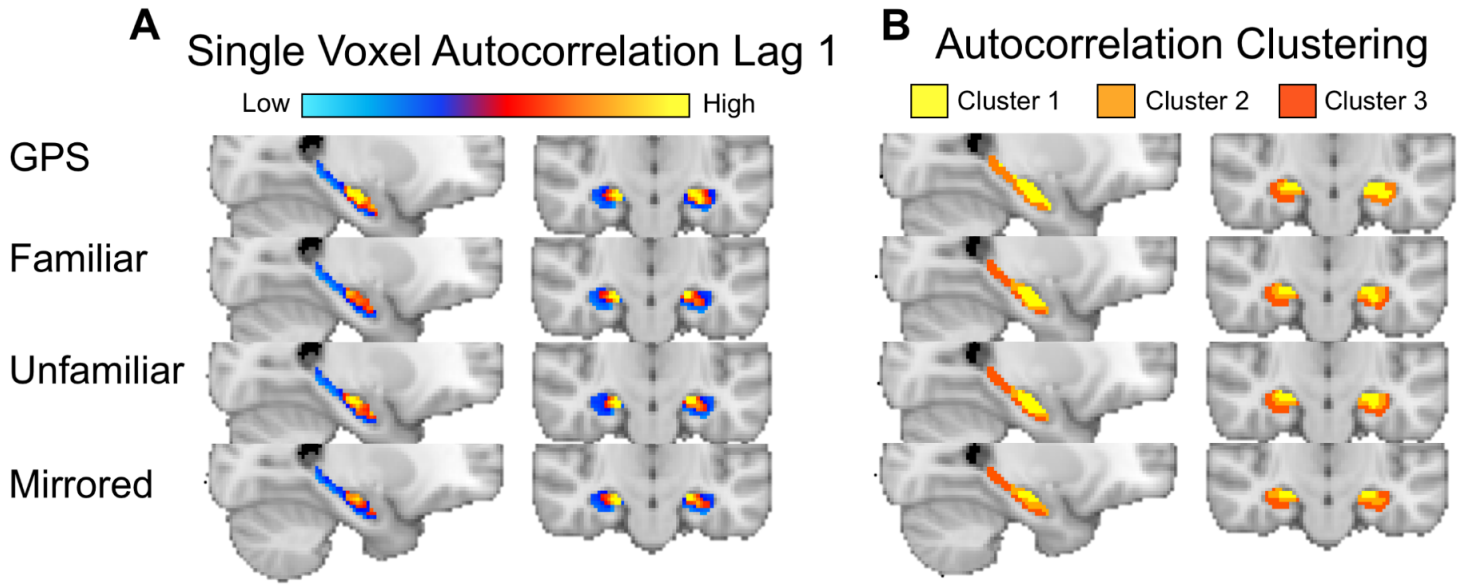 A
Single Voxel Autocorrelation Lag 1
Low High
B
Autocorrelation Clustering
Cluster 1 Cluster 2 Cluster 3
GPS
Familiar
Unfamiliar
Mirrored